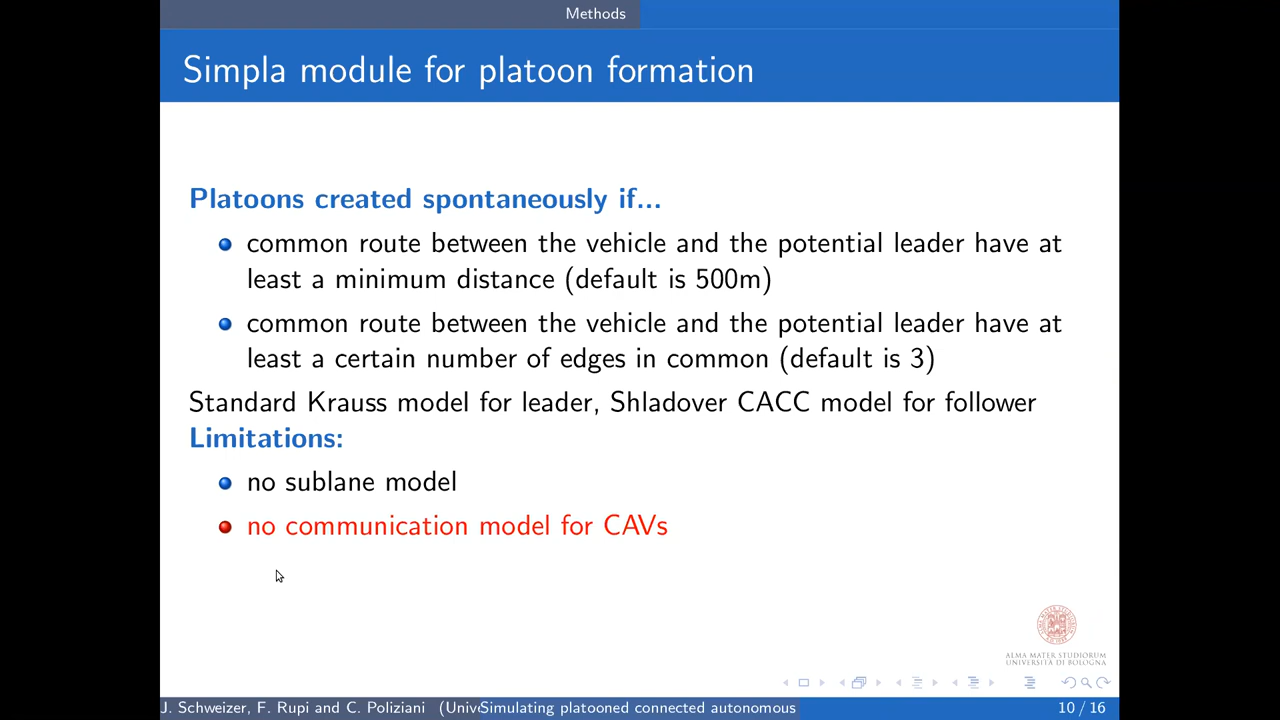 Methods
Simpla module for platoon formation
Platoons created spontaneously if...
common route between the vehicle and the potential leader have at
least a minimum distance (default is 500m)
common route between the vehicle and the potential leader have at
least a certain number of edges in common (default is 3)
Standard Krauss model for leader, Shladover CACC model for follower
Limitations:
no sublane model
no communication model for CAVs
ALMA MATER STUDIORUM
UNIVERSITÀ DI BOLOGNA
J. Schweizer, F. Rupi and C. Poliziani (Univ Simulating platooned connected autonomous 10 / 16